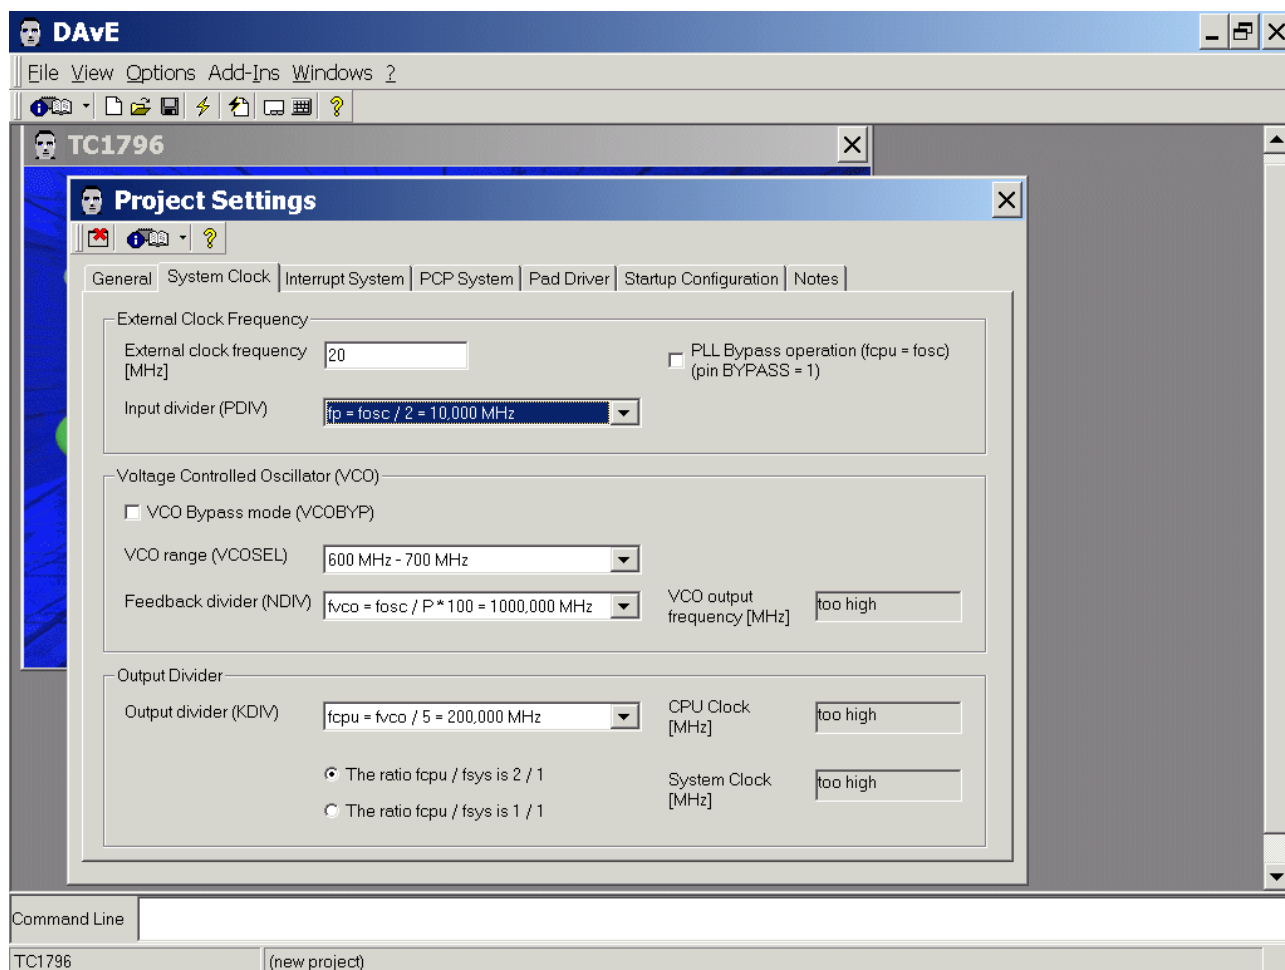 DAvE
File View Options Add-Ins Windows ?
TC1796
Project Settings
General System Clock Interrupt System PCP System Pad Driver Startup Configuration Notes
External Clock Frequency
External clock frequency
[MHz]
20
PLL Bypass operation (fcpu = fosc)
(pin BYPASS = 1)
Input divider (PDIV)
fp = fosc / 2 = 10,000 MHz
Voltage Controlled Oscillator (VCO)
VCO Bypass mode (VCOBYP)
VCO range (VCOSEL)
600 MHz - 700 MHz
Feedback divider (NDIV)
fvco = fosc / P * 100 = 1000,000 MHz
VCO output
frequency [MHz]
too high
Output Divider
Output divider (KDIV)
fcpu = fvco / 5 = 200,000 MHz
CPU Clock
[MHz]
too high
The ratio fcpu / fsys is 2 / 1
The ratio fcpu / fsys is 1 / 1
System Clock
[MHz]
too high
Command Line
TC1796
(new project)